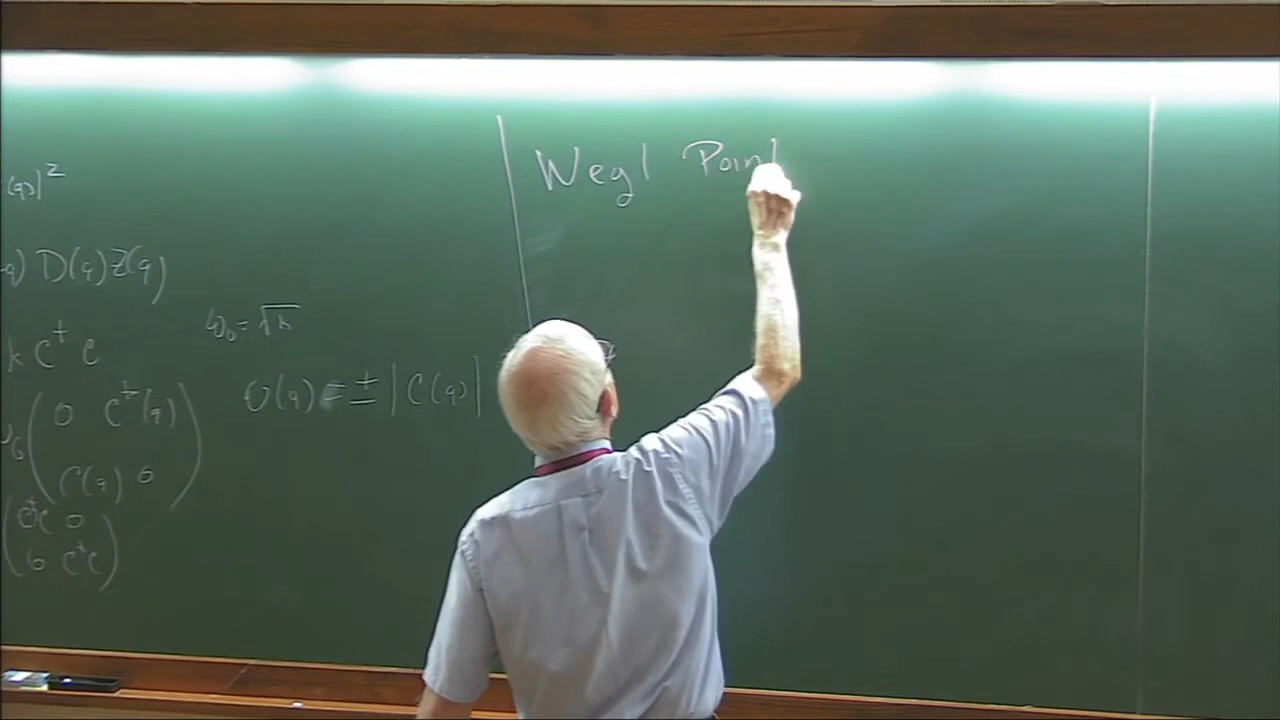 (q)|²
q) D(q)Z(q)
k C⁺ C
ω₀ = √k
( 0 C⁺(q)
C(q) 0 )
ω(q) = ± |C(q)|
( C⁺C 0
0 C⁺C )
Weyl Point